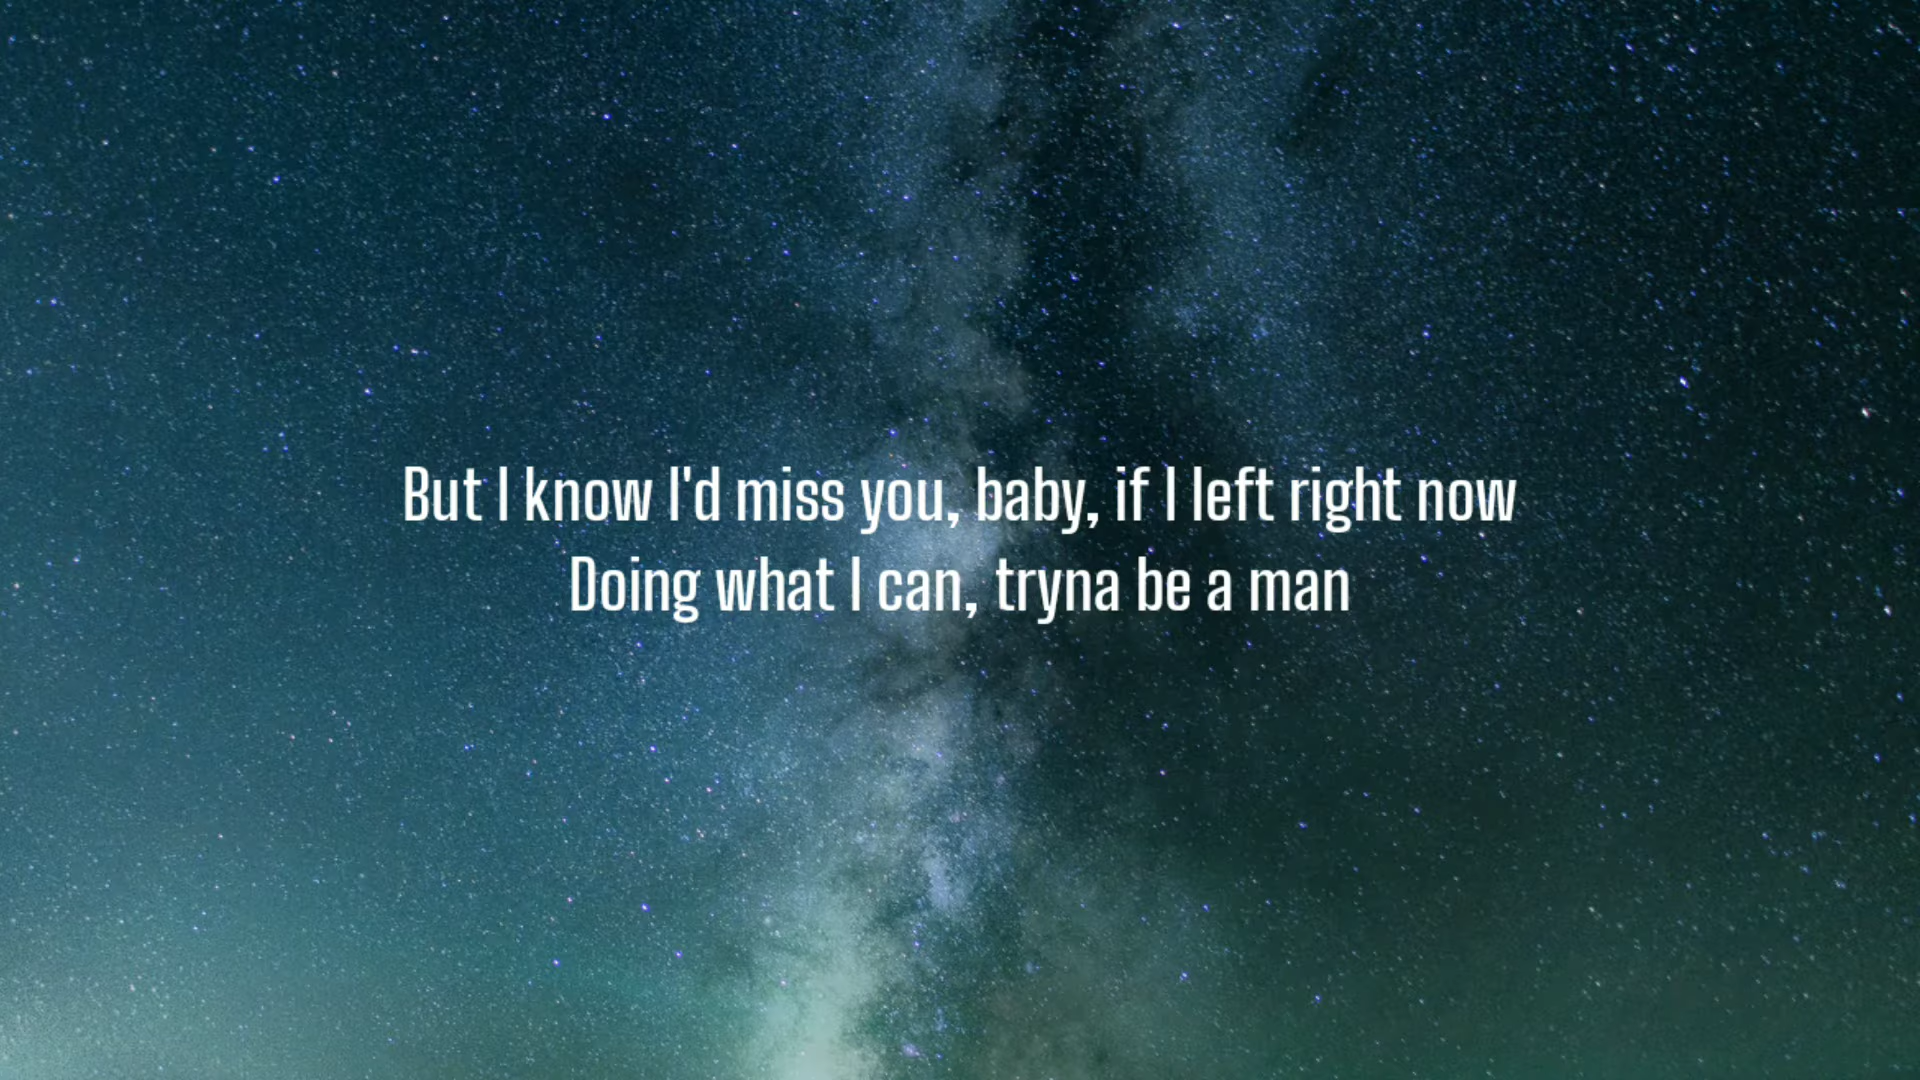 But I know I'd miss you, baby, if I left right now
Doing what I can, tryna be a man